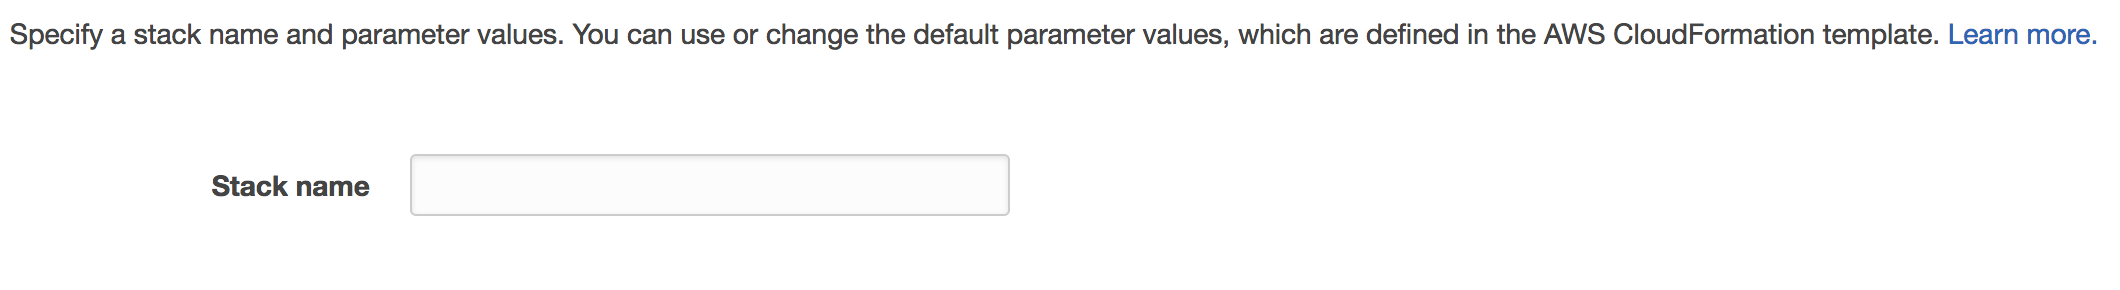 Specify a stack name and parameter values. You can use or change the default parameter values, which are defined in the AWS CloudFormation template. Learn more.
Stack name